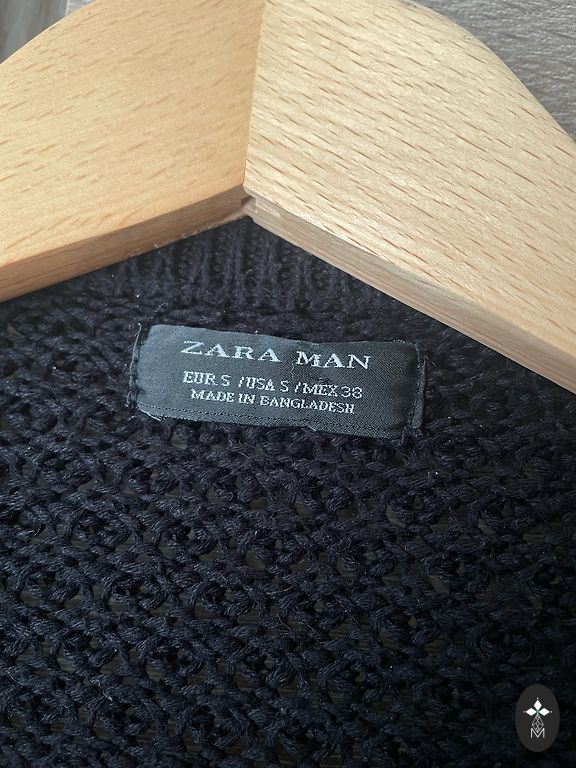 ZARA MAN
EUR S / USA S / MEX 38
MADE IN BANGLADESH